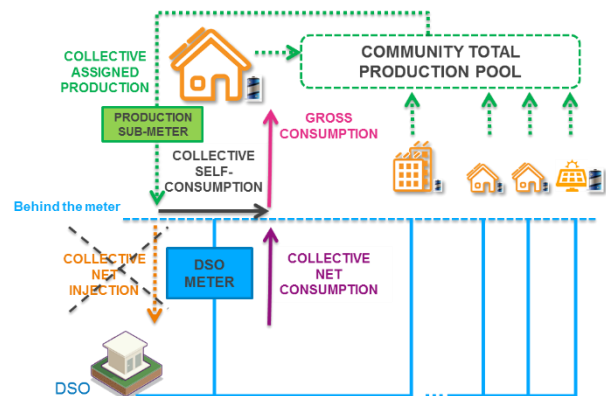 COLLECTIVE
ASSIGNED
PRODUCTION
COMMUNITY TOTAL
PRODUCTION POOL
PRODUCTION
SUB-METER
GROSS
CONSUMPTION
COLLECTIVE
SELF-
CONSUMPTION
Behind the meter
COLLECTIVE
NET
INJECTION
DSO
METER
COLLECTIVE
NET
CONSUMPTION
DSO
...